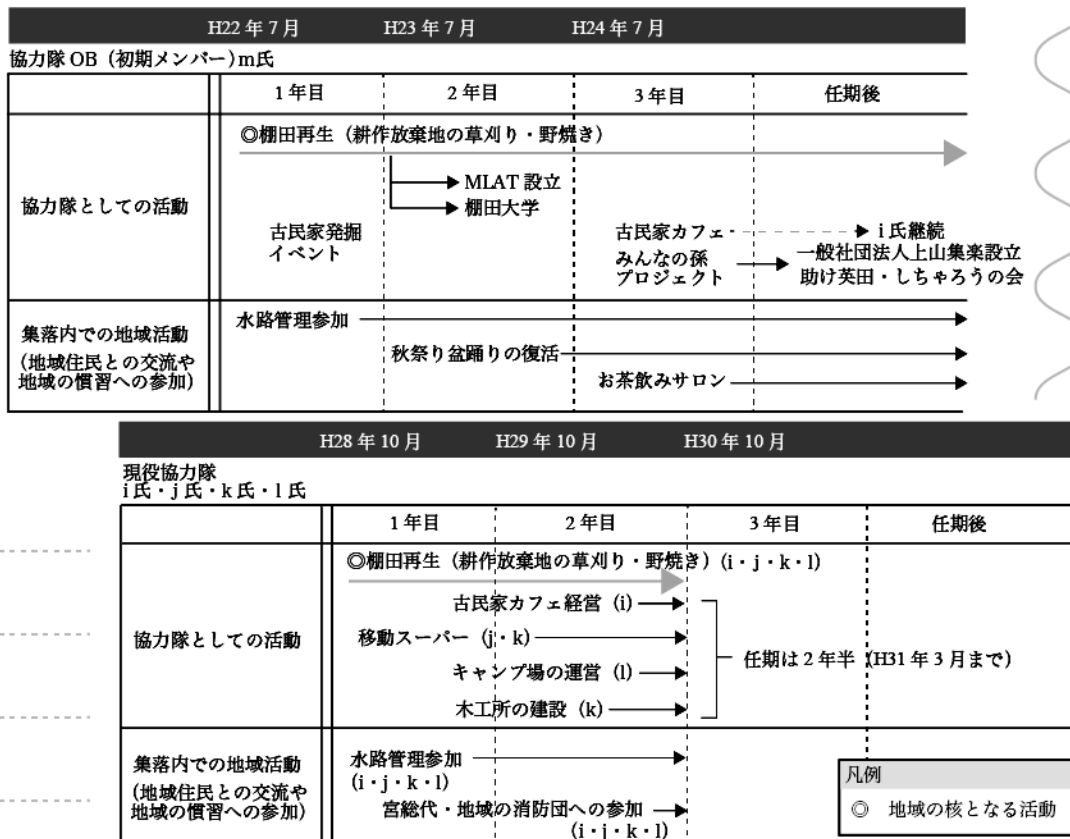 H22年7月 H23年7月 H24年7月
協力隊OB（初期メンバー）m氏
1年目 2年目 3年目 任期後
協力隊としての活動
◎棚田再生（耕作放棄地の草刈り・野焼き）
MLAT設立
棚田大学
古民家発掘
イベント
古民家カフェ
i氏継続
みんなの孫
プロジェクト
一般社団法人上山集楽設立
助け英田・しちゃろうの会
集落内での地域活動
（地域住民との交流や
地域の慣習への参加）
水路管理参加
秋祭り盆踊りの復活
お茶飲みサロン
H28年10月 H29年10月 H30年10月
現役協力隊
i氏・j氏・k氏・l氏
1年目 2年目 3年目 任期後
協力隊としての活動
◎棚田再生（耕作放棄地の草刈り・野焼き）（i・j・k・l）
古民家カフェ経営（i）
移動スーパー（j・k）
キャンプ場の運営（l）
木工所の建設（k）
任期は2年半（H31年3月まで）
集落内での地域活動
（地域住民との交流や
地域の慣習への参加）
水路管理参加
（i・j・k・l）
宮総代・地域の消防団への参加
（i・j・k・l）
凡例
◎ 地域の核となる活動